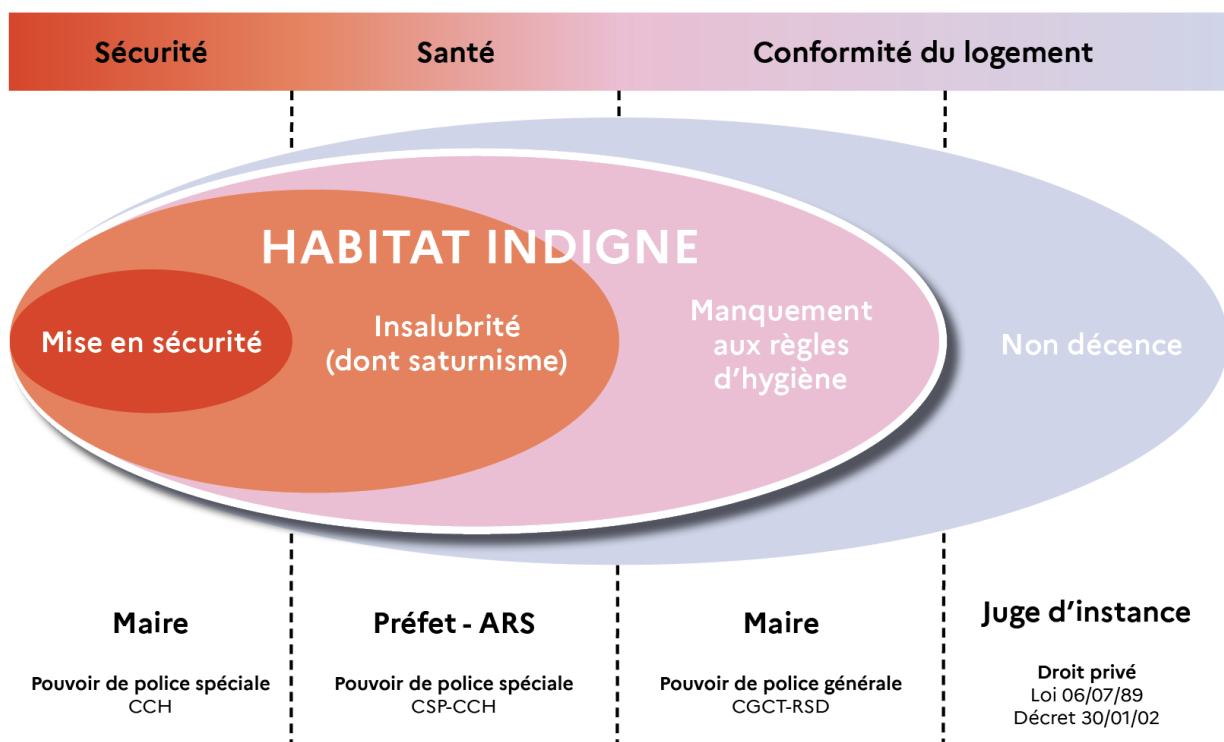 Sécurité
Santé
Conformité du logement
HABITAT INDIGNE
Mise en sécurité
Insalubrité
(dont saturnisme)
Manquement
aux règles
d'hygiène
Non décence
Maire
Pouvoir de police spéciale
CCH
Préfet - ARS
Pouvoir de police spéciale
CSP-CCH
Maire
Pouvoir de police générale
CGCT-RSD
Juge d'instance
Droit privé
Loi 06/07/89
Décret 30/01/02